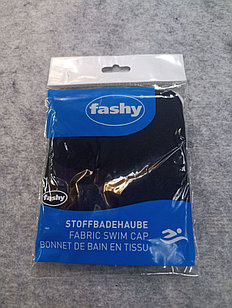 fashy
fashy
STOFFBADEHAUBE
FABRIC SWIM CAP
BONNET DE BAIN EN TISSU